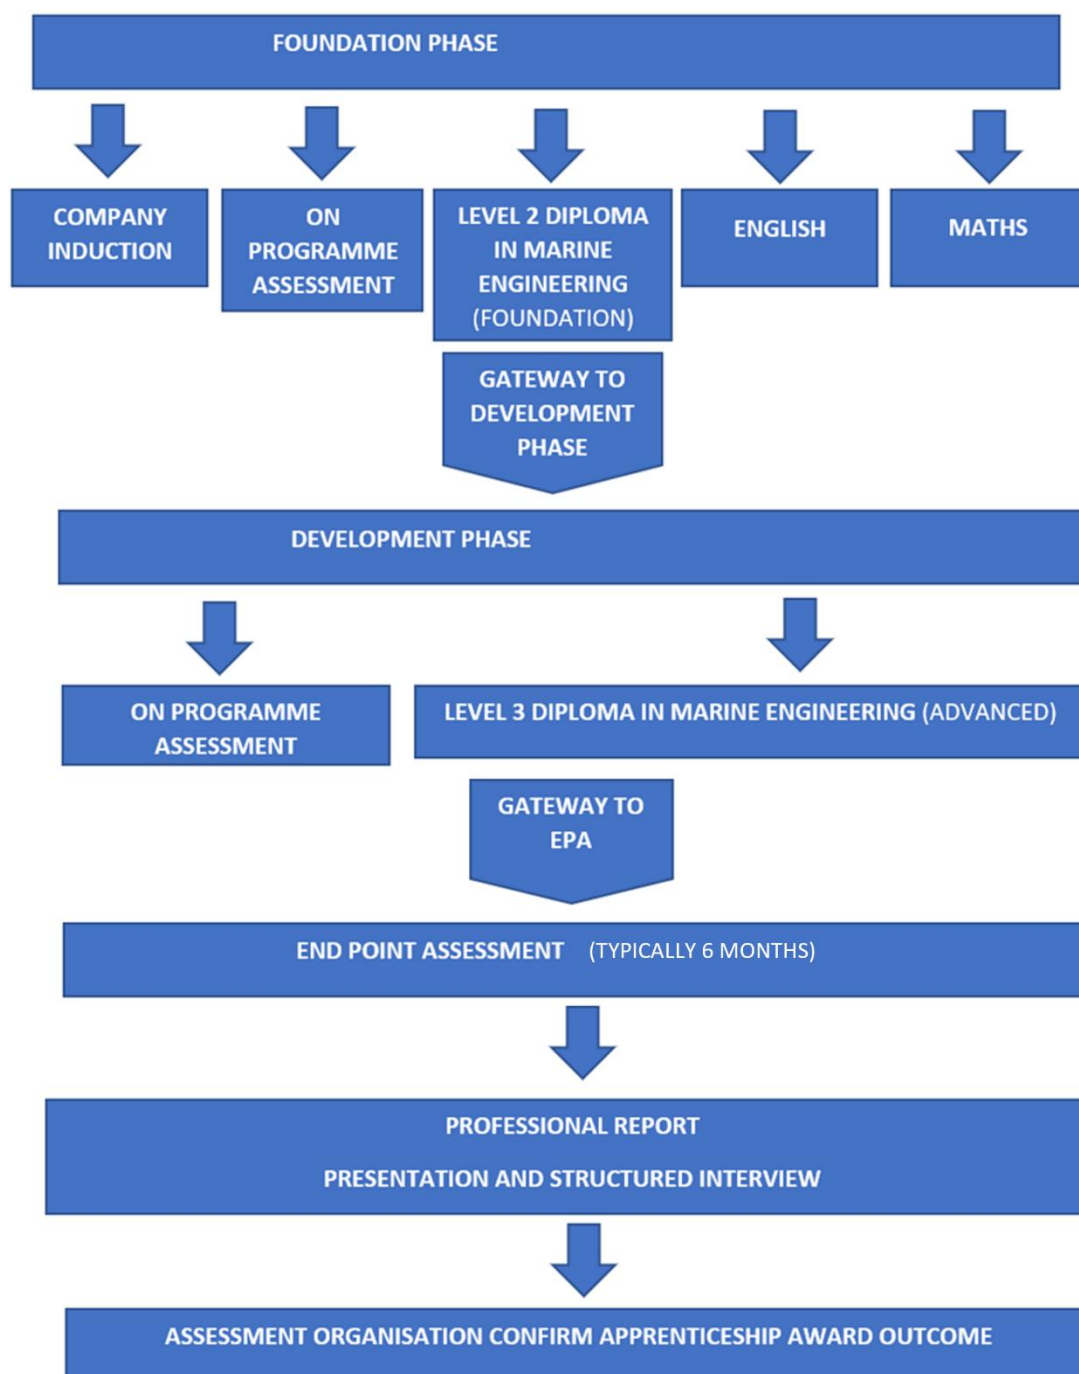 FOUNDATION PHASE
COMPANY
INDUCTION
ON
PROGRAMME
ASSESSMENT
LEVEL 2 DIPLOMA
IN MARINE
ENGINEERING
(FOUNDATION)
ENGLISH
MATHS
GATEWAY TO
DEVELOPMENT
PHASE
DEVELOPMENT PHASE
ON PROGRAMME
ASSESSMENT
LEVEL 3 DIPLOMA IN MARINE ENGINEERING (ADVANCED)
GATEWAY TO
EPA
END POINT ASSESSMENT (TYPICALLY 6 MONTHS)
PROFESSIONAL REPORT
PRESENTATION AND STRUCTURED INTERVIEW
ASSESSMENT ORGANISATION CONFIRM APPRENTICESHIP AWARD OUTCOME